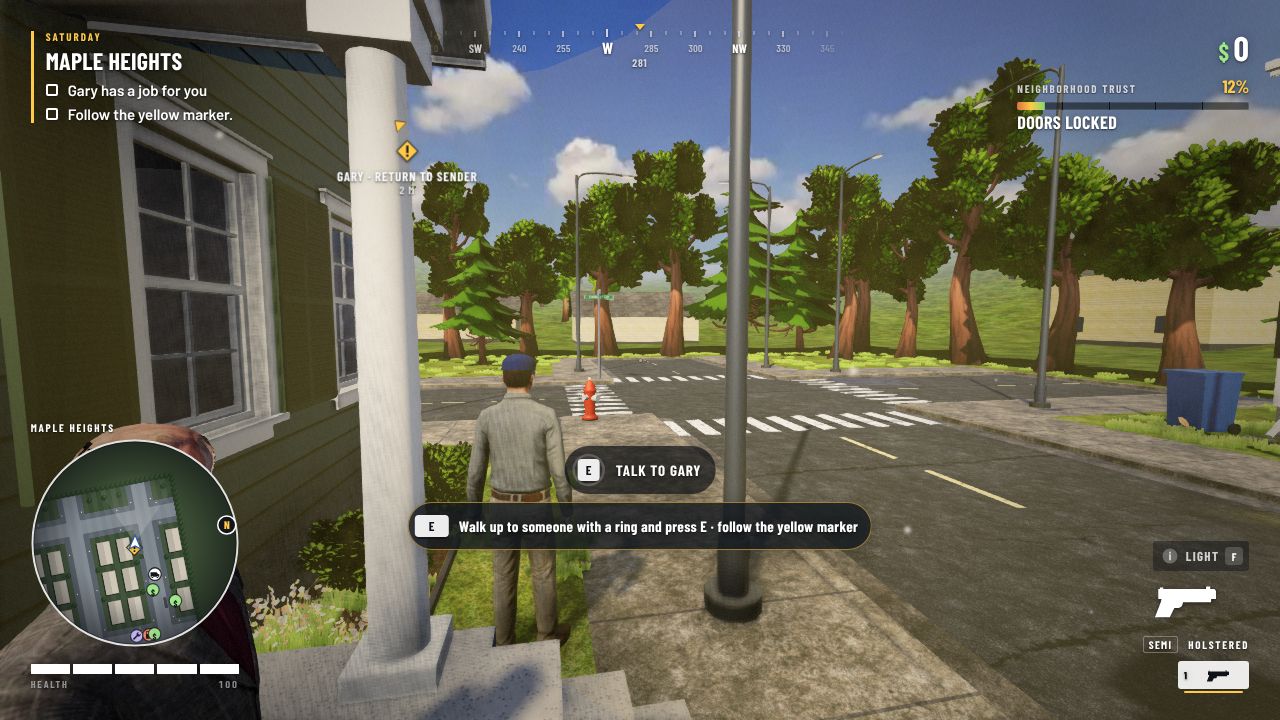 SATURDAY
MAPLE HEIGHTS
Gary has a job for you
Follow the yellow marker.
SW 240 255 W 285 300 NW 330 345
281
$0
NEIGHBORHOOD TRUST 12%
DOORS LOCKED
GARY - RETURN TO SENDER
2 M
E TALK TO GARY
E Walk up to someone with a ring and press E · follow the yellow marker
MAPLE HEIGHTS
N
HEALTH 100
i LIGHT F
SEMI HOLSTERED
1